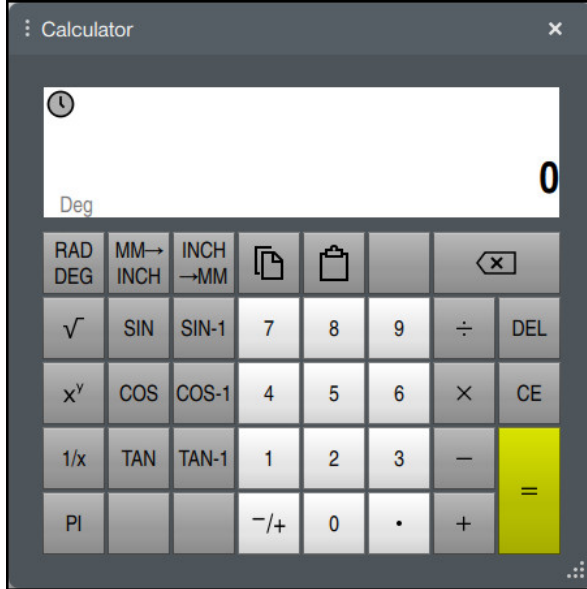 Calculator
0
Deg
RAD MM→ INCH
DEG INCH →MM
√ SIN SIN-1 7 8 9 ÷ DEL
xʸ COS COS-1 4 5 6 × CE
1/x TAN TAN-1 1 2 3 − =
PI −/+ 0 . +